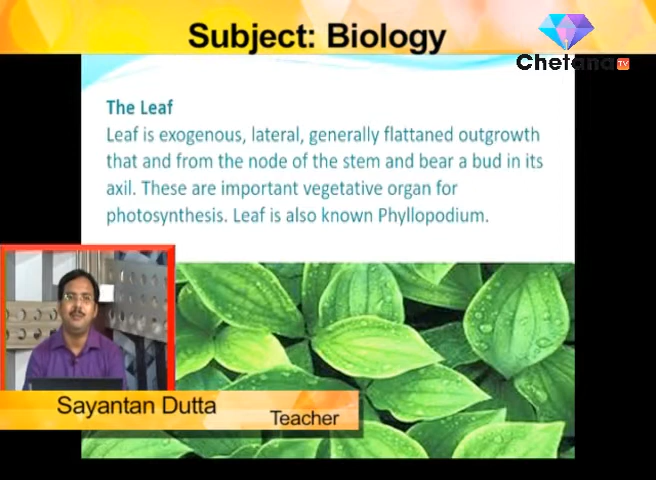 Subject: Biology
Chetana TV
The Leaf
Leaf is exogenous, lateral, generally flattaned outgrowth
that and from the node of the stem and bear a bud in its
axil. These are important vegetative organ for
photosynthesis. Leaf is also known Phyllopodium.
Sayantan Dutta
Teacher